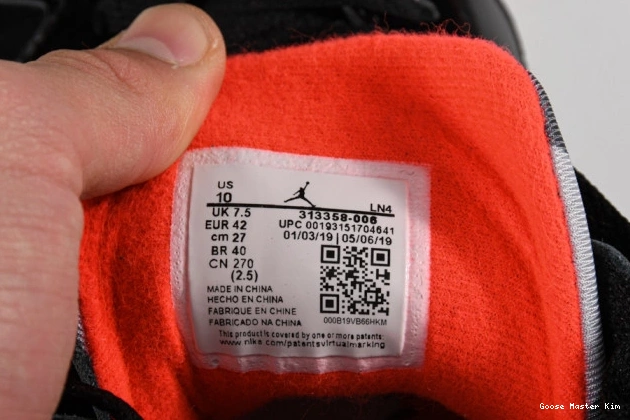 US
10
LN4
UK 7.5
313358-006
EUR 42
UPC 00193151704641
cm 27
01/03/19 | 05/06/19
BR 40
CN 270
(2.5)
MADE IN CHINA
HECHO EN CHINA
FABRIQUE EN CHINE
FABRICADO NA CHINA
000B19VB66HKM
This product is covered by one or more patents:
www.nike.com/patentsvirtualmarking
Goose Master Kim